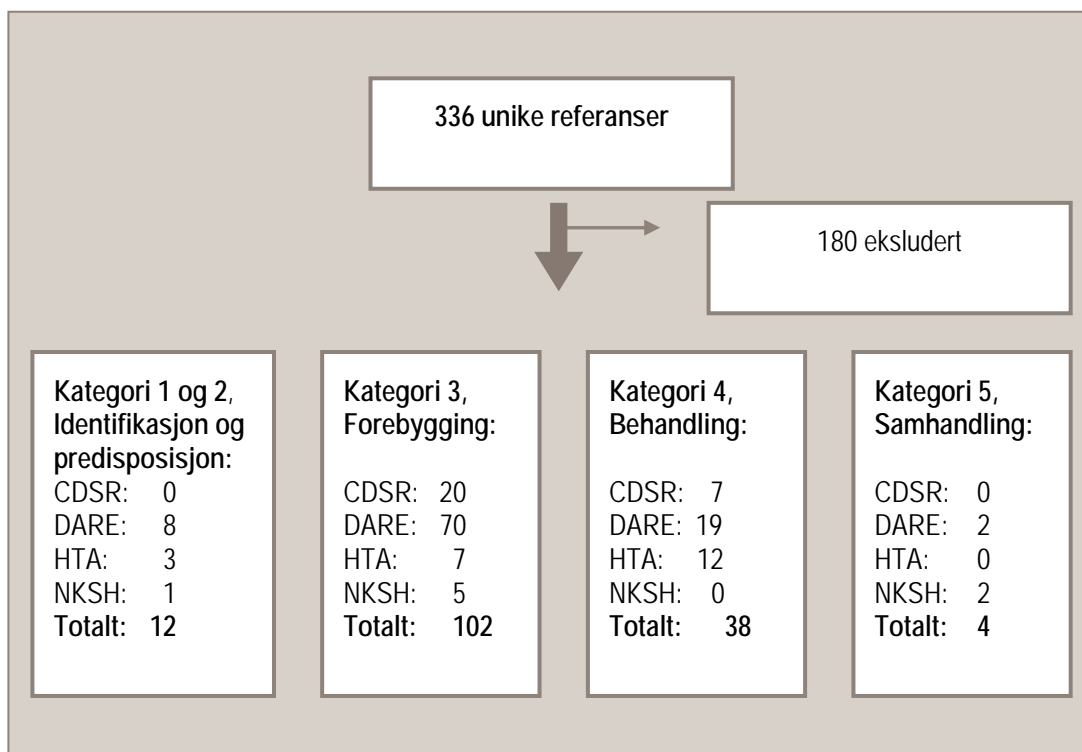 336 unike referanser
180 eksludert
Kategori 1 og 2,
Identifikasjon og
predisposisjon:
CDSR: 0
DARE: 8
HTA: 3
NKSH: 1
Totalt: 12
Kategori 3,
Forebygging:
CDSR: 20
DARE: 70
HTA: 7
NKSH: 5
Totalt: 102
Kategori 4,
Behandling:
CDSR: 7
DARE: 19
HTA: 12
NKSH: 0
Totalt: 38
Kategori 5,
Samhandling:
CDSR: 0
DARE: 2
HTA: 0
NKSH: 2
Totalt: 4